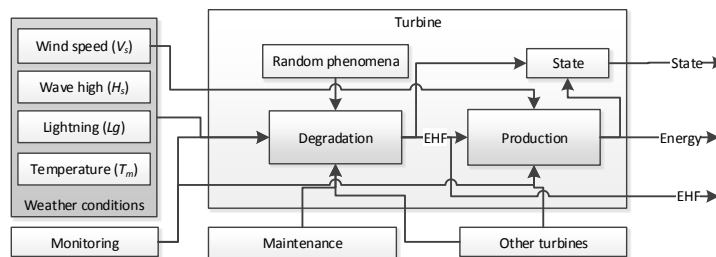 Turbine
Wind speed (Vs)
Random phenomena
State
State
Wave high (Hs)
Lightning (Lg)
Degradation
EHF
Production
Energy
Temperature (Tm)
EHF
Weather conditions
Monitoring
Maintenance
Other turbines